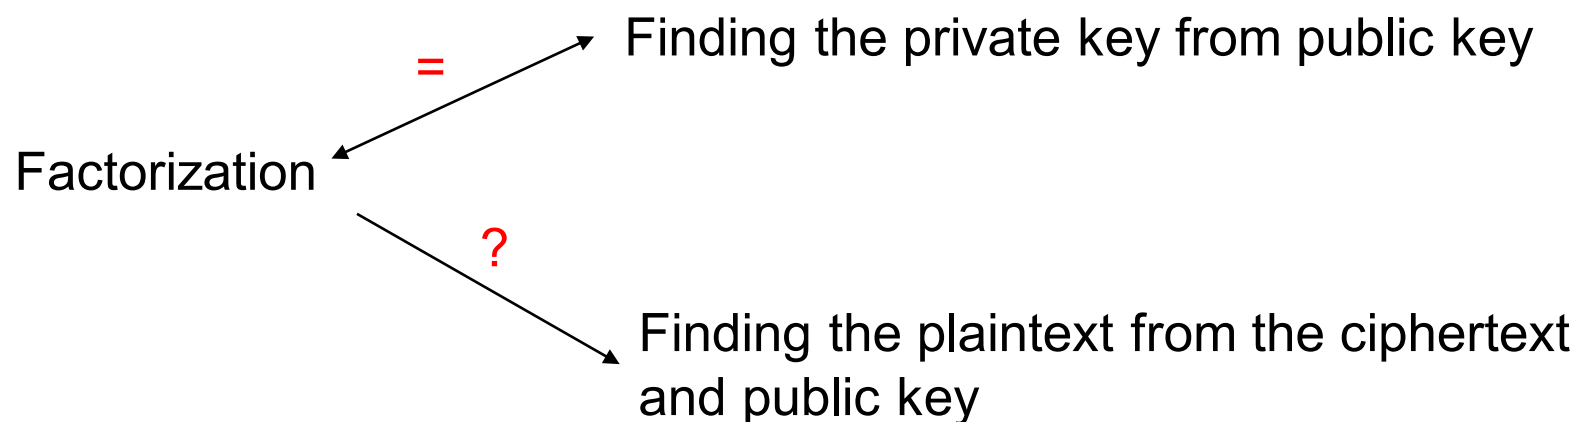 Finding the private key from public key
=
Factorization
?
Finding the plaintext from the ciphertext
and public key